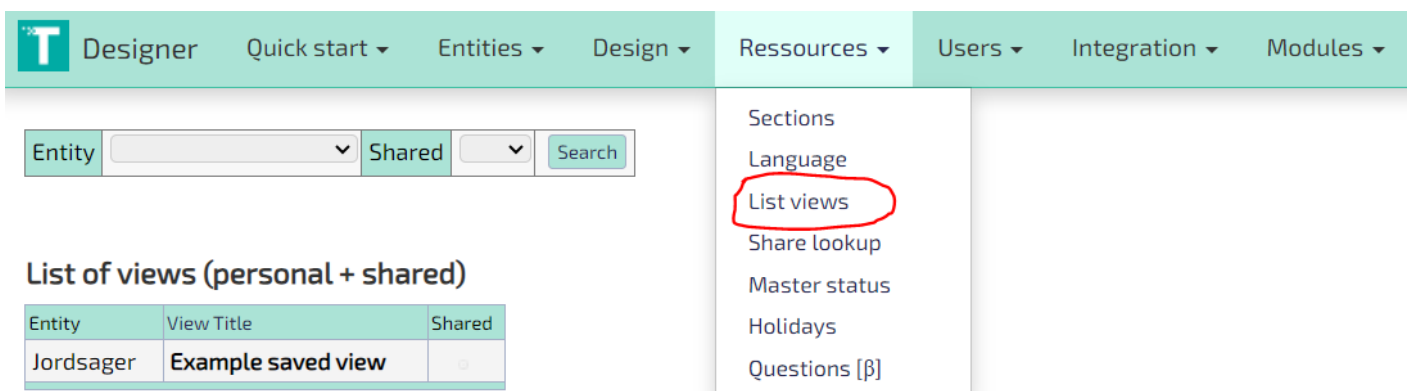 T Designer Quick start Entities Design Ressources Users Integration Modules
Sections
Entity Shared Search
Language
List views
Share lookup
List of views (personal + shared)
Master status
Entity View Title Shared
Holidays
Jordsager Example saved view
Questions [β]